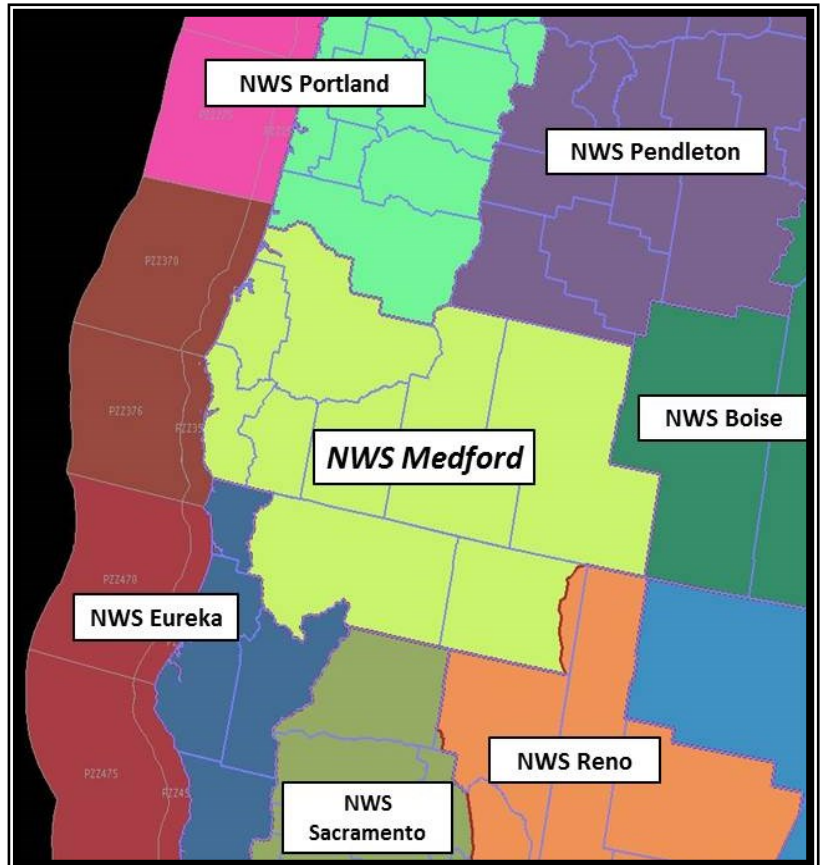 NWS Portland
NWS Pendleton
PZZ370
PZZ376
NWS Boise
NWS Medford
PZZ470
NWS Eureka
NWS Reno
PZZ475
NWS
Sacramento